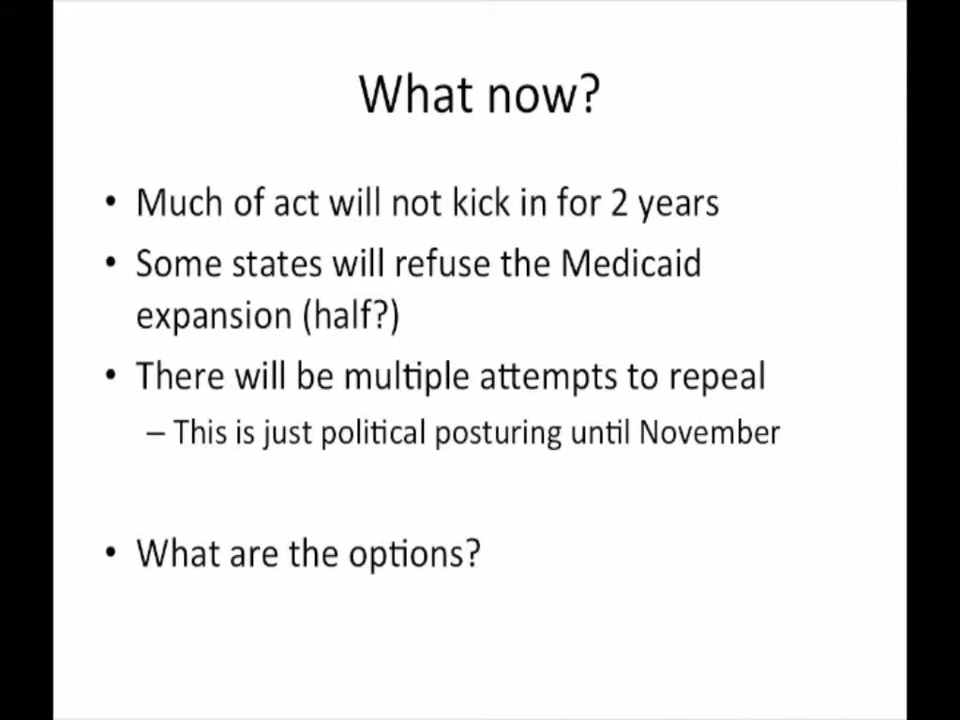 What now?
• Much of act will not kick in for 2 years
• Some states will refuse the Medicaid
expansion (half?)
• There will be multiple attempts to repeal
– This is just political posturing until November
• What are the options?